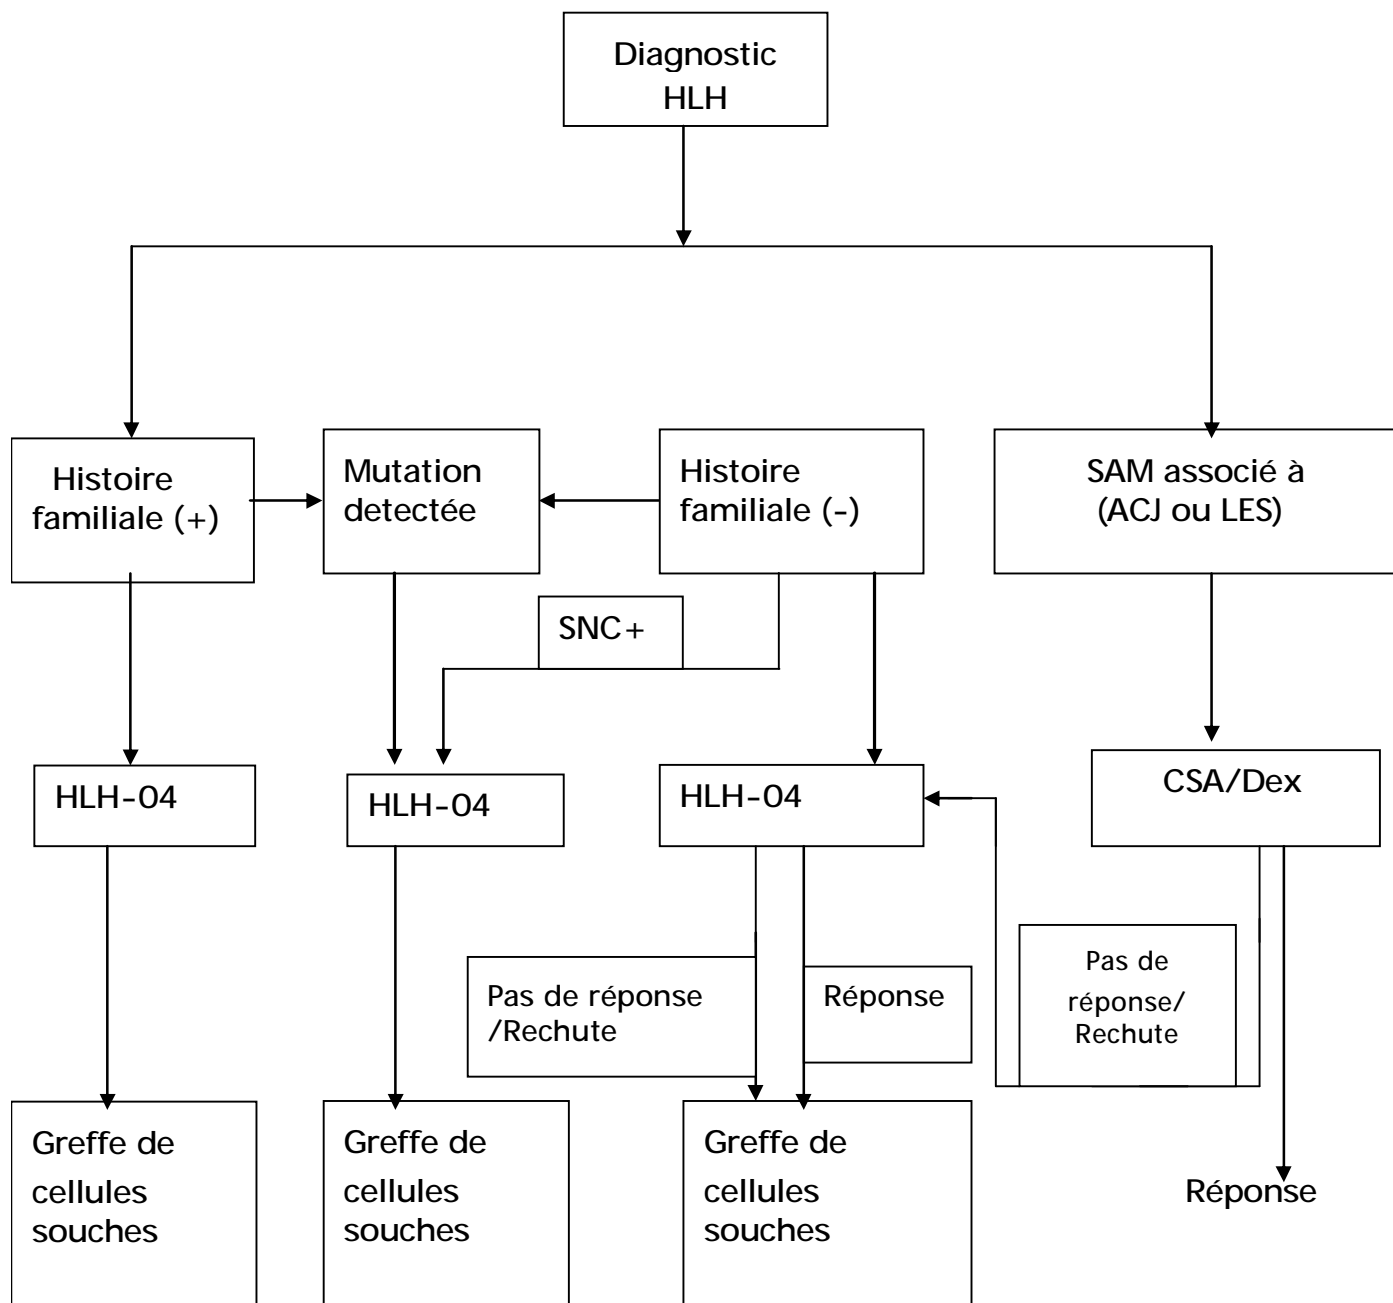 Diagnostic
HLH
Histoire
familiale (+)
Mutation
detectée
Histoire
familiale (-)
SAM associé à
(ACJ ou LES)
SNC+
HLH-04
HLH-04
HLH-04
CSA/Dex
Pas de réponse
/Rechute
Réponse
Pas de
réponse/
Rechute
Greffe de
cellules
souches
Greffe de
cellules
souches
Greffe de
cellules
souches
Réponse